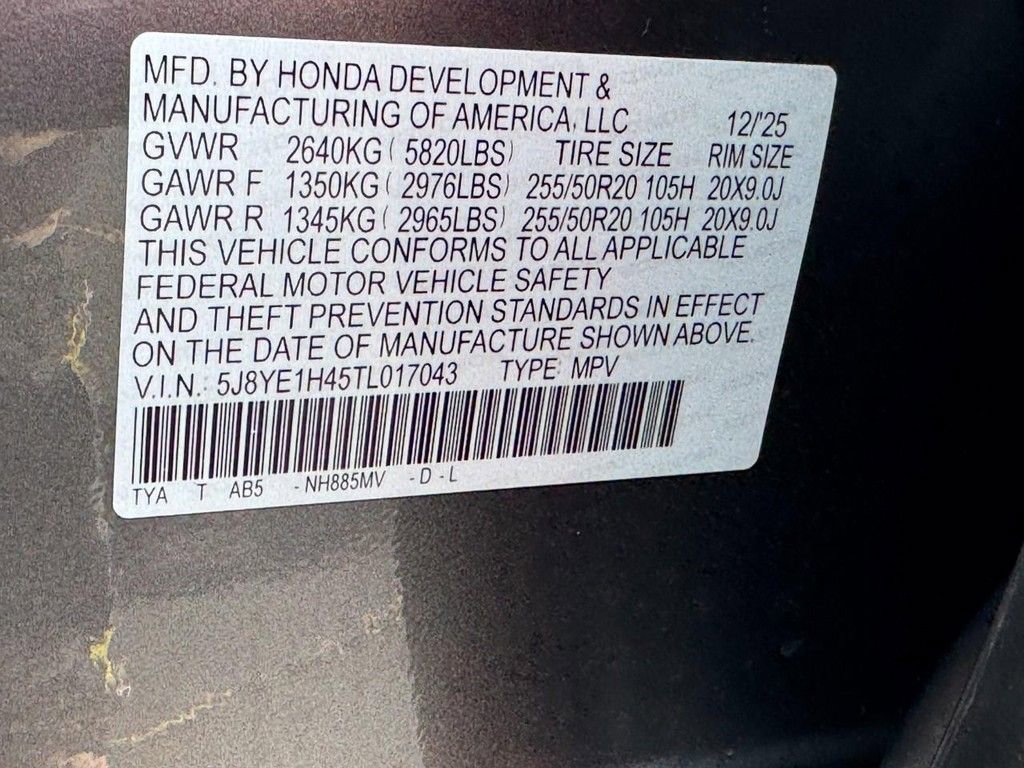 MFD. BY HONDA DEVELOPMENT &
MANUFACTURING OF AMERICA, LLC 12/'25
GVWR 2640KG ( 5820LBS) TIRE SIZE RIM SIZE
GAWR F 1350KG ( 2976LBS) 255/50R20 105H 20X9.0J
GAWR R 1345KG ( 2965LBS) 255/50R20 105H 20X9.0J
THIS VEHICLE CONFORMS TO ALL APPLICABLE
FEDERAL MOTOR VEHICLE SAFETY
AND THEFT PREVENTION STANDARDS IN EFFECT
ON THE DATE OF MANUFACTURE SHOWN ABOVE.
V.I.N.: 5J8YE1H45TL017043 TYPE: MPV
TYA T AB5 - NH885MV - D - L